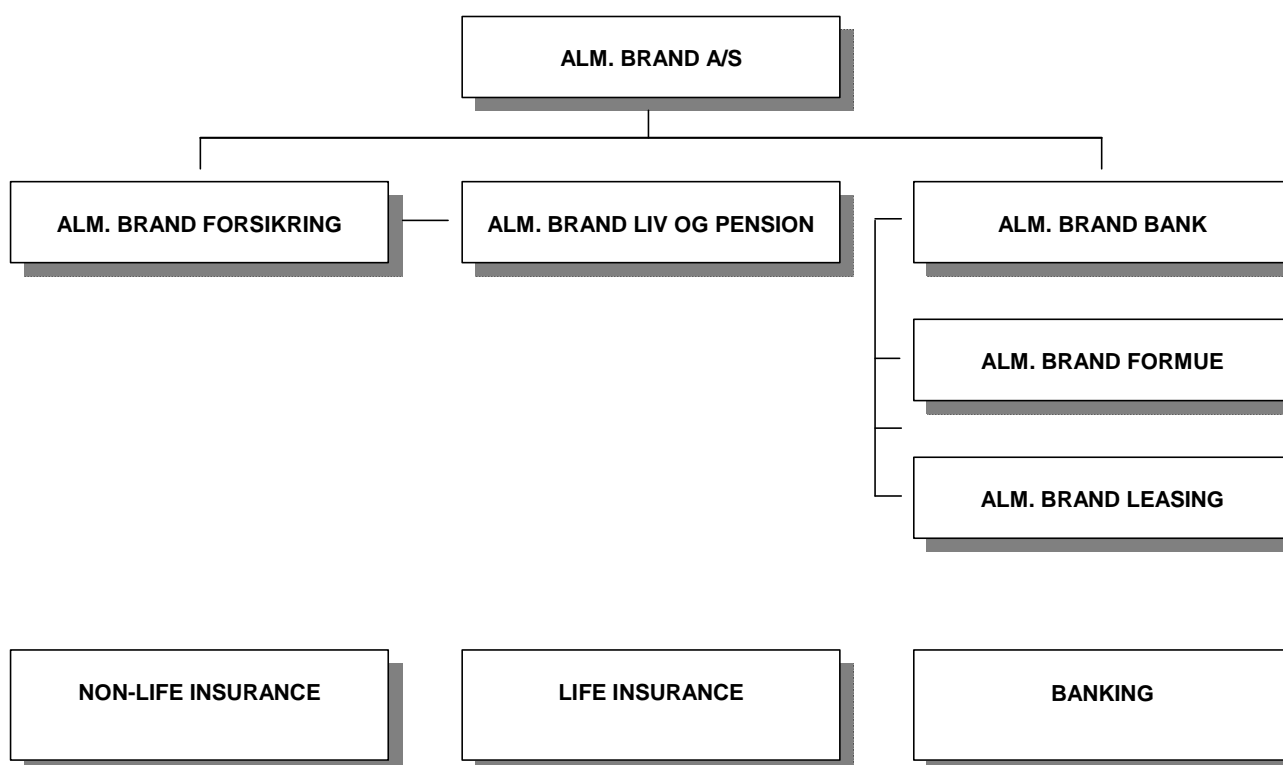 ALM. BRAND A/S
ALM. BRAND FORSIKRING
ALM. BRAND LIV OG PENSION
ALM. BRAND BANK
ALM. BRAND FORMUE
ALM. BRAND LEASING
NON-LIFE INSURANCE
LIFE INSURANCE
BANKING